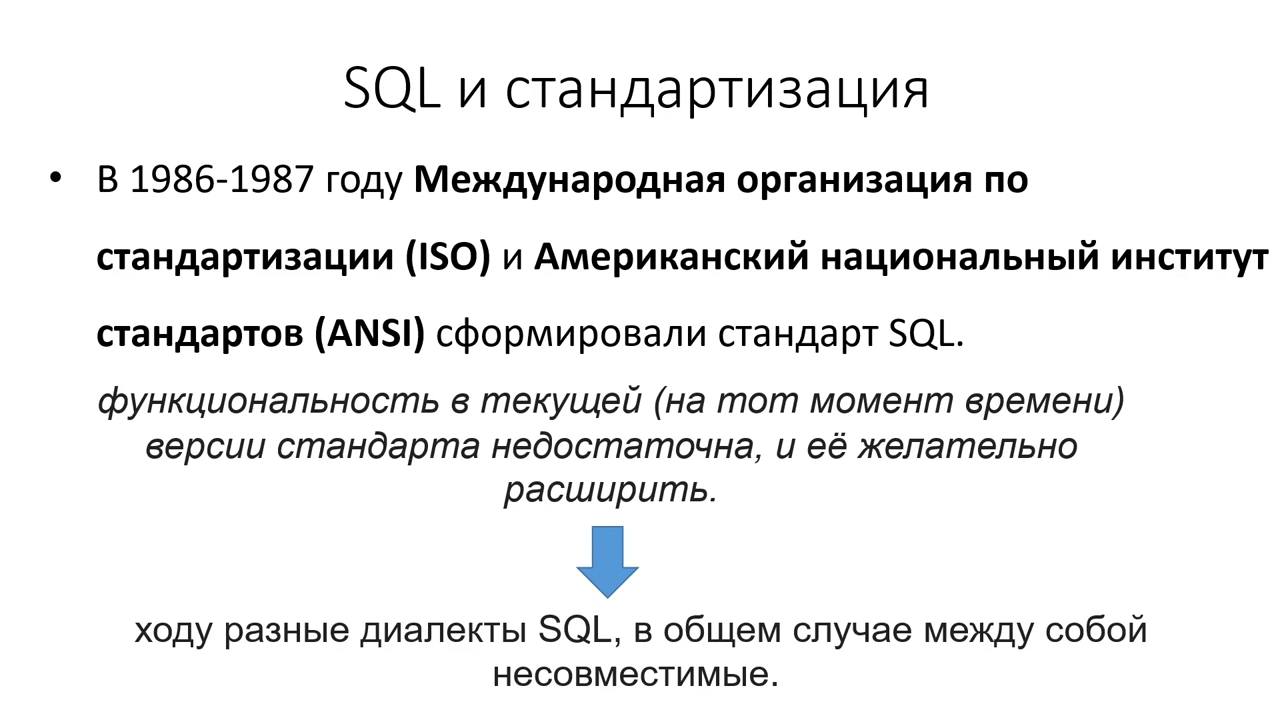 SQL и стандартизация
• В 1986-1987 году Международная организация по
стандартизации (ISO) и Американский национальный институт
стандартов (ANSI) сформировали стандарт SQL.
функциональность в текущей (на тот момент времени)
версии стандарта недостаточна, и её желательно
расширить.
ходу разные диалекты SQL, в общем случае между собой
несовместимые.